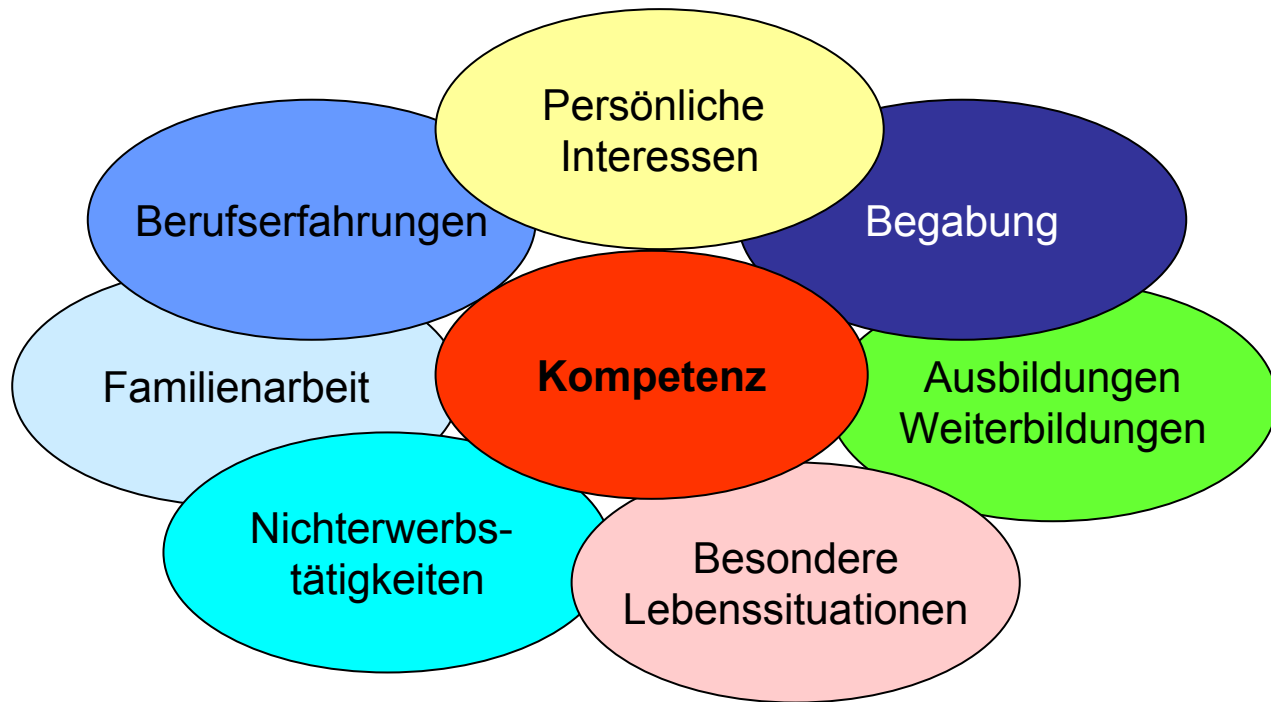 Persönliche
Interessen
Berufserfahrungen
Begabung
Familienarbeit
Kompetenz
Ausbildungen
Weiterbildungen
Nichterwerbs-
tätigkeiten
Besondere
Lebenssituationen